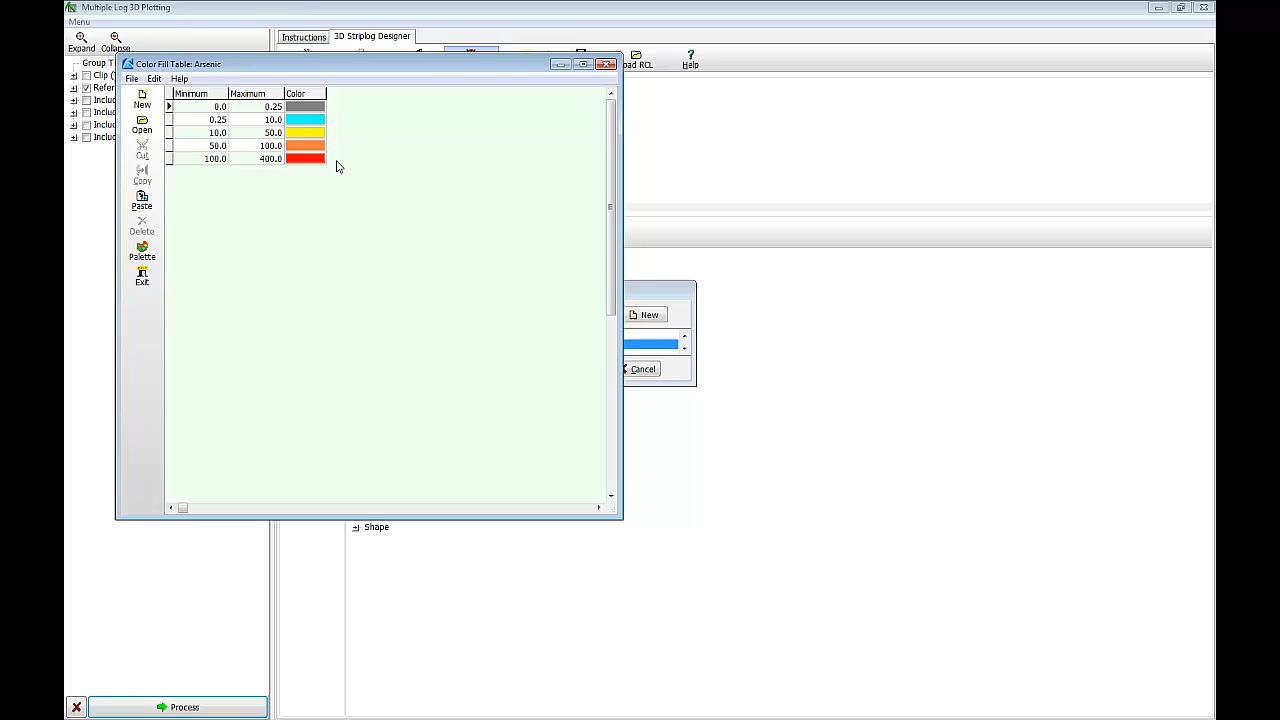 Multiple Log 3D Plotting
Menu
Expand Collapse
Instructions 3D Striplog Designer
oad RCL Help
Group T
Clip (
Refer
Includ
Includ
Includ
Includ
Color Fill Table: Arsenic
File Edit Help
New
Open
Cut
Copy
Paste
Delete
Palette
Exit
Minimum Maximum Color
0.0 0.25
0.25 10.0
10.0 50.0
50.0 100.0
100.0 400.0
New
Cancel
Shape
Process